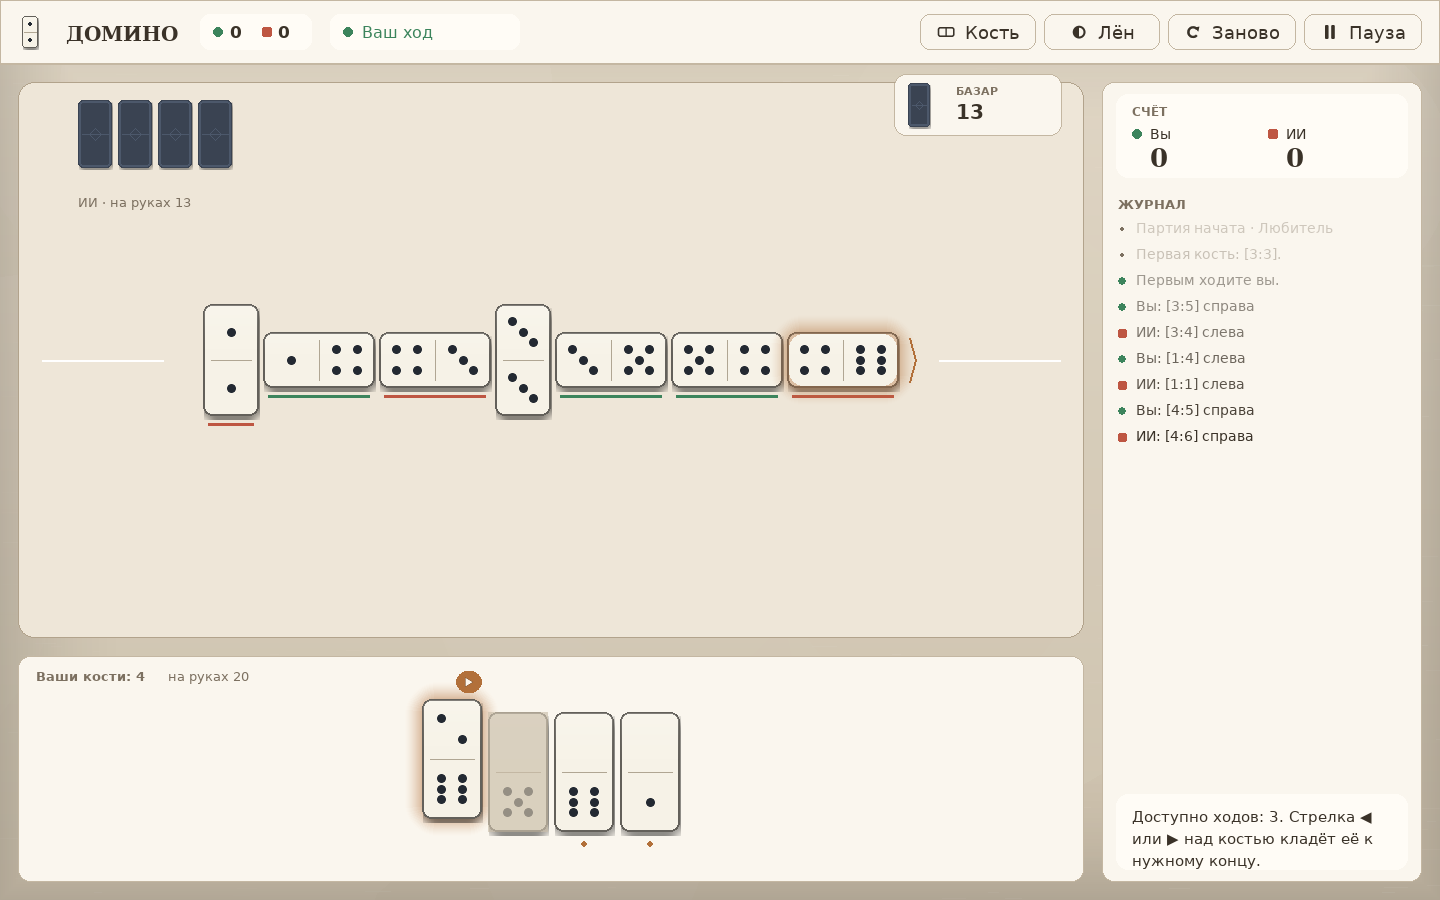 ДОМИНО
0 0
Ваш ход
Кость
Лён
Заново
Пауза
БАЗАР
13
ИИ · на руках 13
СЧЁТ
Вы ИИ
0 0
ЖУРНАЛ
Партия начата · Любитель
Первая кость: [3:3].
Первым ходите вы.
Вы: [3:5] справа
ИИ: [3:4] слева
Вы: [1:4] слева
ИИ: [1:1] слева
Вы: [4:5] справа
ИИ: [4:6] справа
Ваши кости: 4 на руках 20
Доступно ходов: 3. Стрелка ◀
или ▶ над костью кладёт её к
нужному концу.